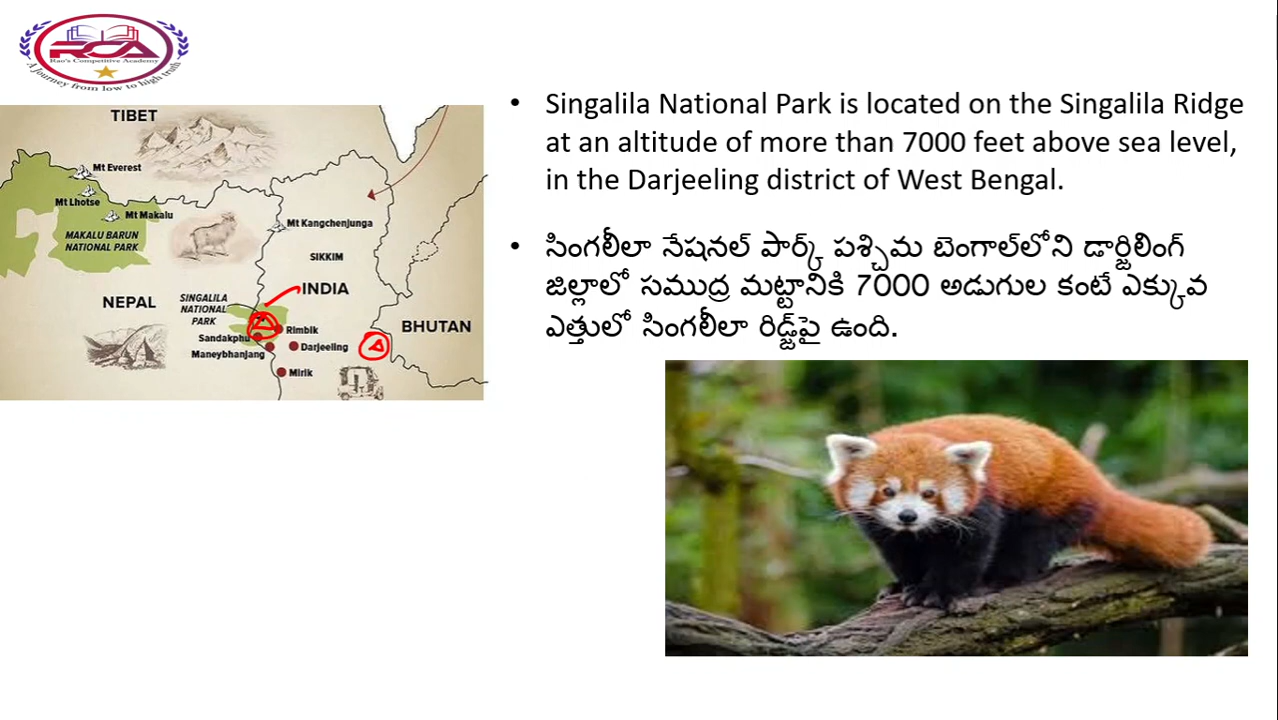 RCA
Rao's Competitive Academy
A journey from low to high truth
TIBET
Mt Everest
Mt Lhotse
Mt Makalu
MAKALU BARUN
NATIONAL PARK
Mt Kangchenjunga
SIKKIM
NEPAL
SINGALILA
NATIONAL
PARK
INDIA
Rimbik
BHUTAN
Sandakphu
Darjeeling
Maneybhanjang
Mirik
• Singalila National Park is located on the Singalila Ridge
at an altitude of more than 7000 feet above sea level,
in the Darjeeling district of West Bengal.
• సింగలీలా నేషనల్ పార్క్ పశ్చిమ బెంగాల్‌లోని డార్జిలింగ్
జిల్లాలో సముద్ర మట్టానికి 7000 అడుగుల కంటే ఎక్కువ
ఎత్తులో సింగలీలా రిడ్జ్‌పై ఉంది.